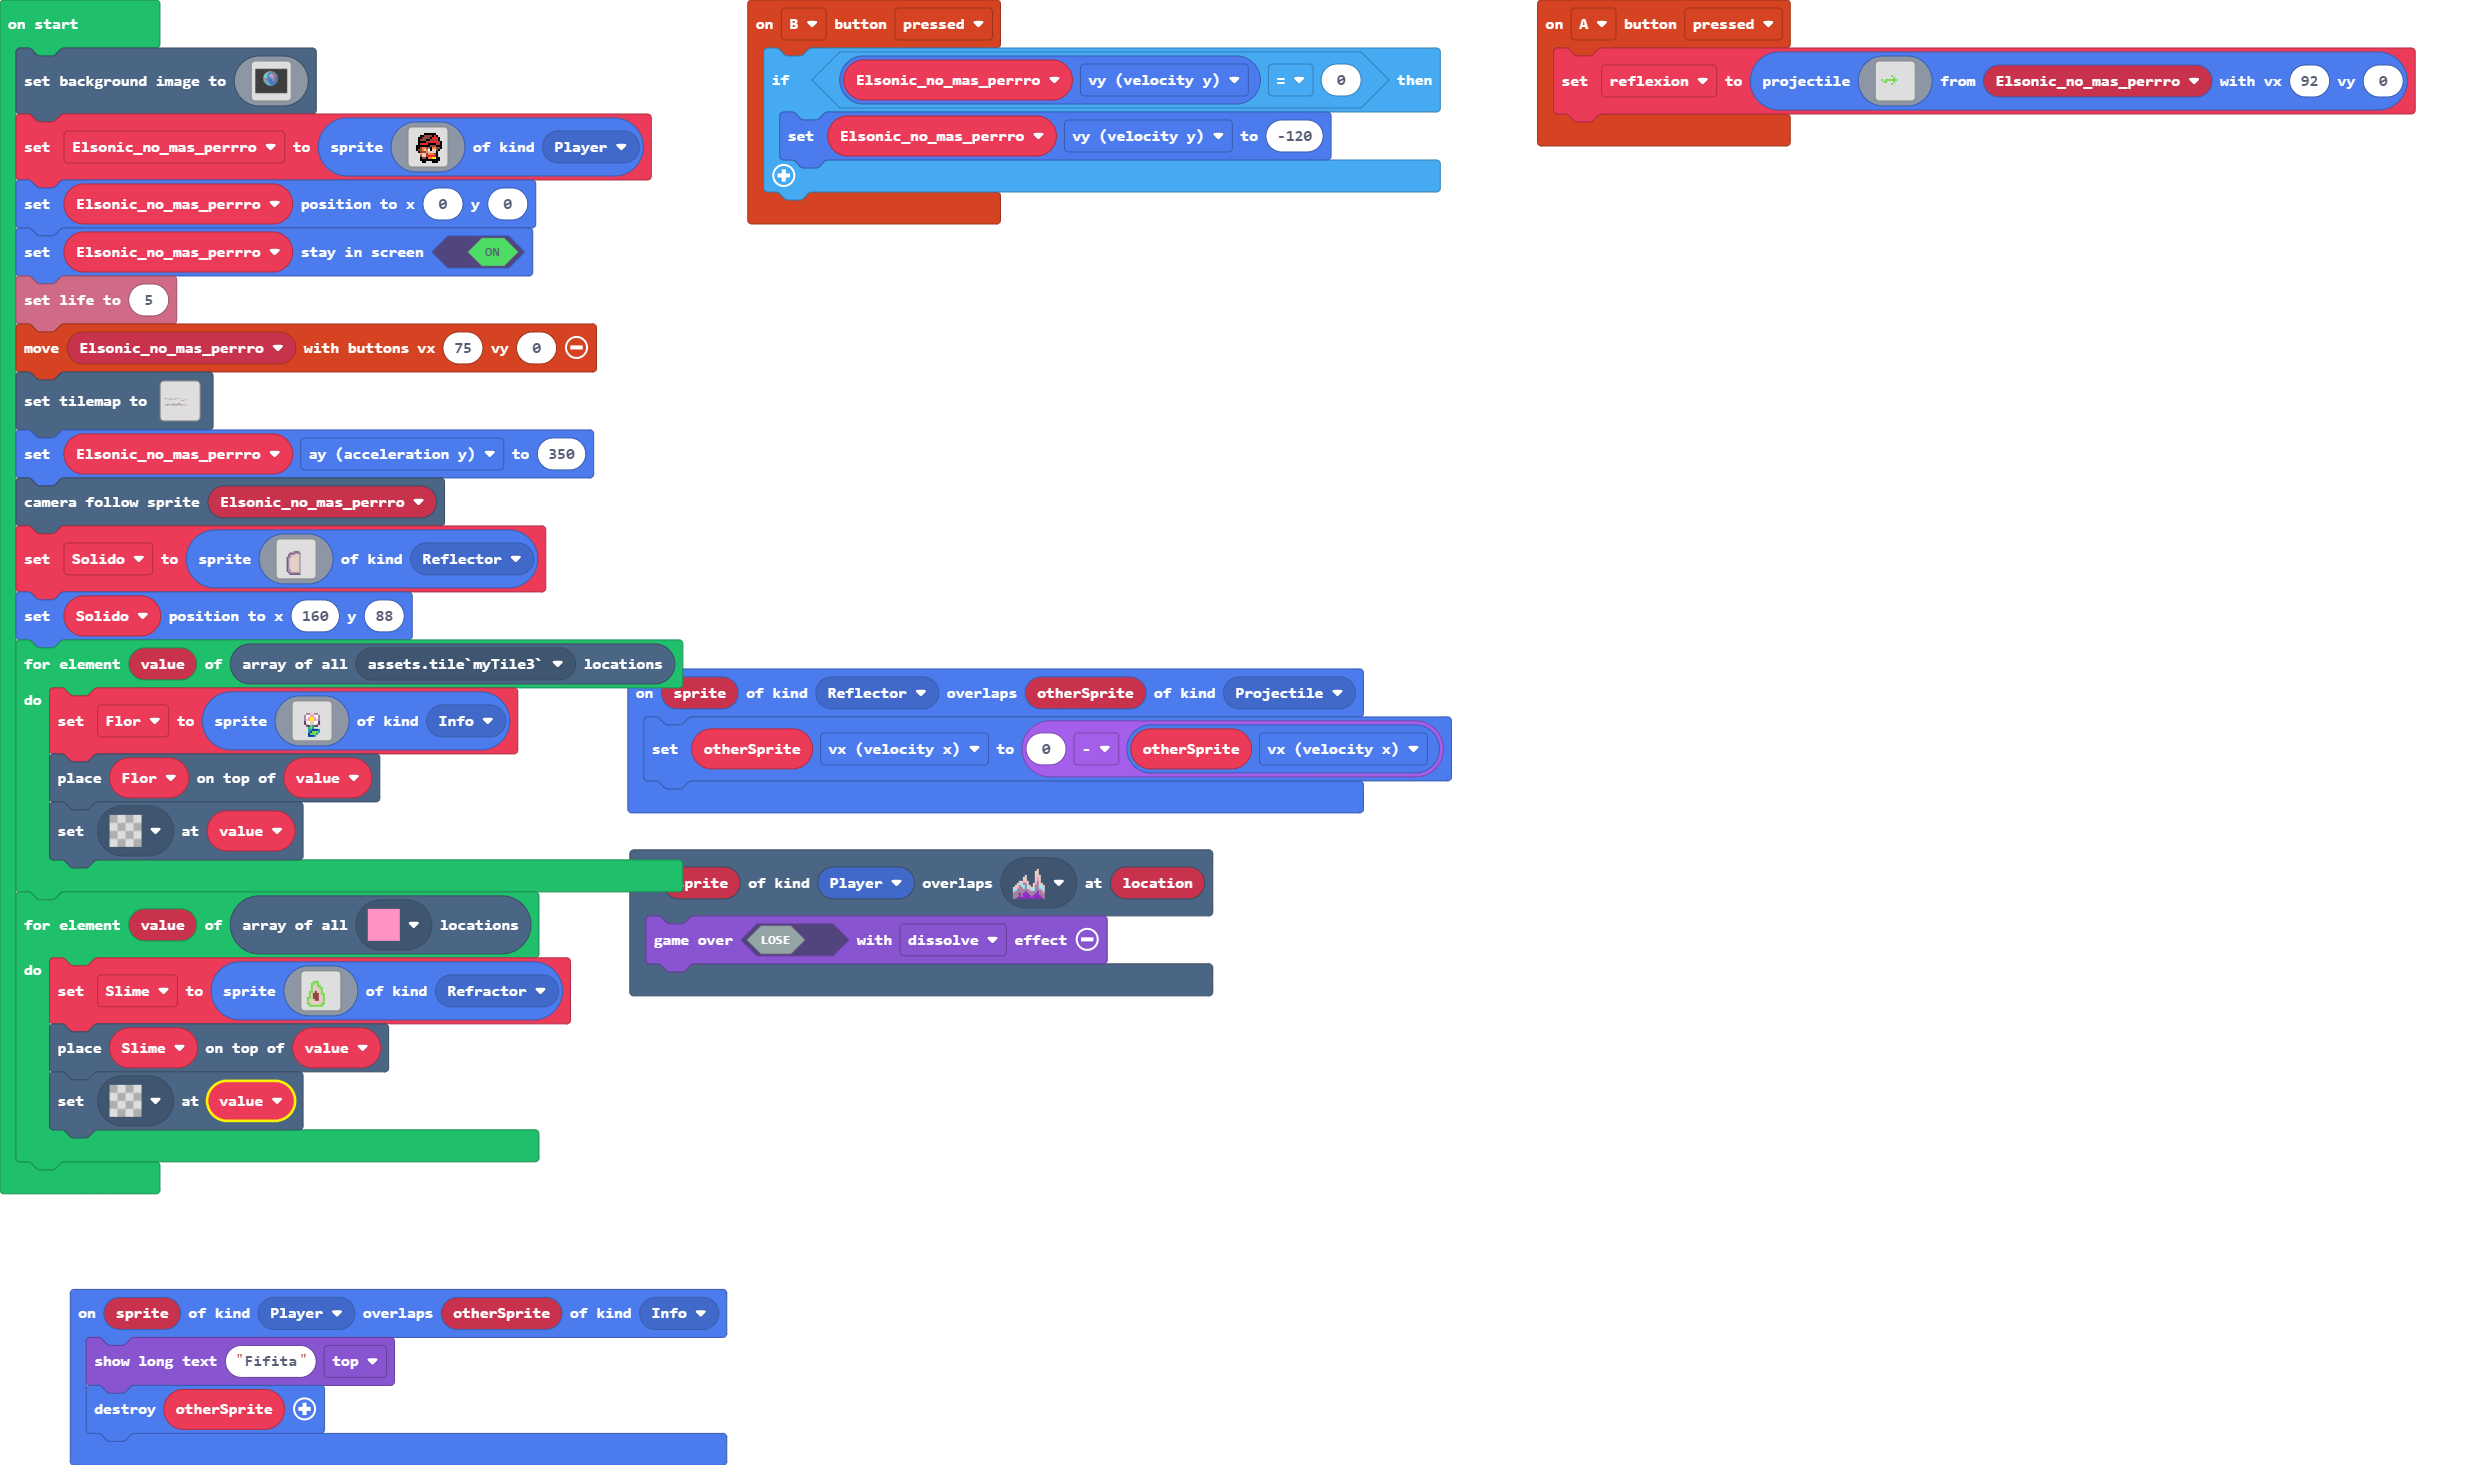 on start
set background image to
set Elsonic_no_mas_perrro to sprite of kind Player
set Elsonic_no_mas_perrro position to x 0 y 0
set Elsonic_no_mas_perrro stay in screen ON
set life to 5
move Elsonic_no_mas_perrro with buttons vx 75 vy 0
set tilemap to
set Elsonic_no_mas_perrro ay (acceleration y) to 350
camera follow sprite Elsonic_no_mas_perrro
set Solido to sprite of kind Reflector
set Solido position to x 160 y 88
for element value of array of all assets.tile`myTile3` locations
do
set Flor to sprite of kind Info
place Flor on top of value
set at value
for element value of array of all locations
do
set Slime to sprite of kind Refractor
place Slime on top of value
set at value
on B button pressed
if Elsonic_no_mas_perrro vy (velocity y) = 0 then
set Elsonic_no_mas_perrro vy (velocity y) to -120
on A button pressed
set reflexion to projectile from Elsonic_no_mas_perrro with vx 92 vy 0
on sprite of kind Reflector overlaps otherSprite of kind Projectile
set otherSprite vx (velocity x) to 0 - otherSprite vx (velocity x)
sprite of kind Player overlaps at location
game over LOSE with dissolve effect
on sprite of kind Player overlaps otherSprite of kind Info
show long text "Fifita" top
destroy otherSprite